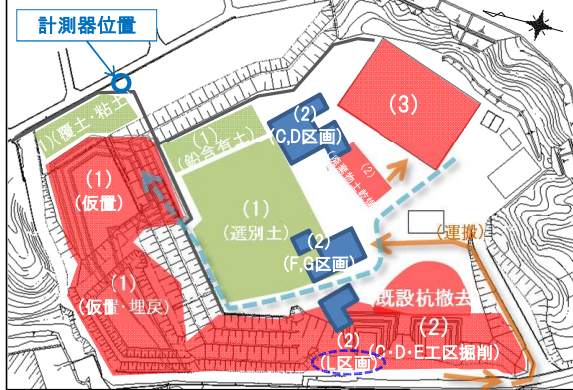 計測器位置
(1)(覆土・粘土)
(1)
(鉛含有土)
(2)
(C,D区画)
(3)
(2)
(1)
(仮置)
(1)
(選別土)
(2)
(F,G区画)
(運搬)
(1)
(仮置・埋戻)
既設杭撤去
(2)
(L区画)
(2)
(C・D・E工区掘削)